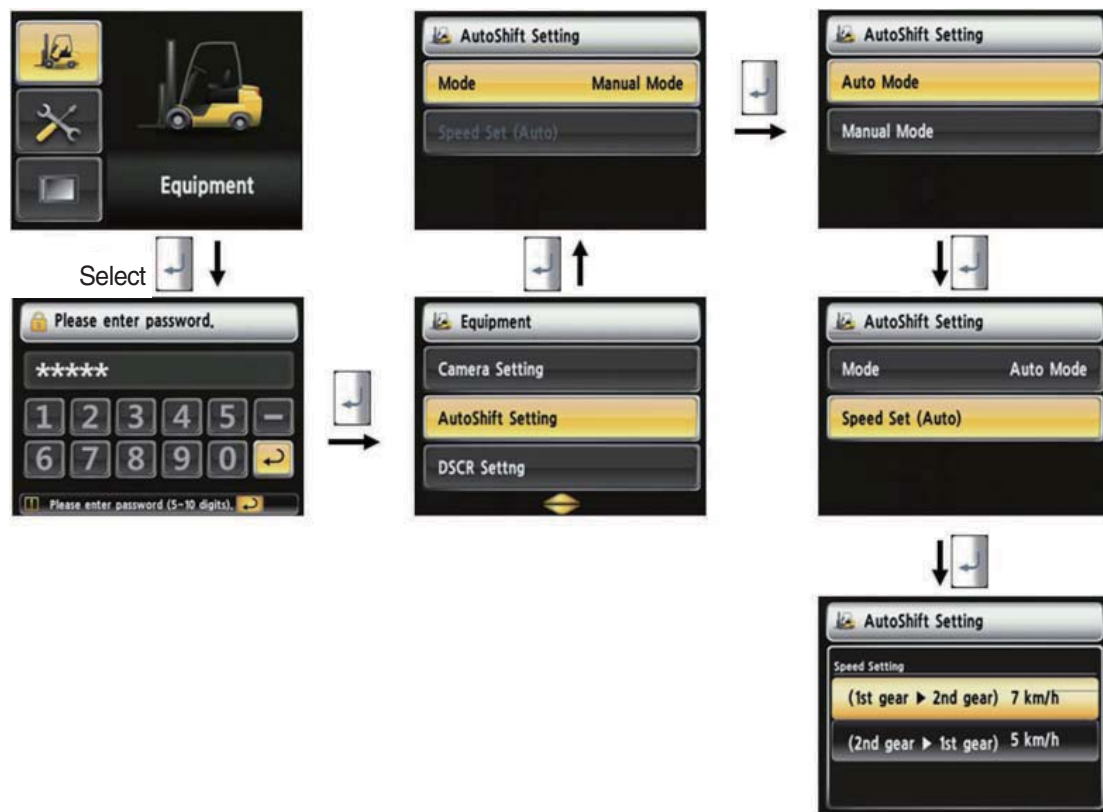 Equipment
Select
Please enter password.
*****
1 2 3 4 5 -
6 7 8 9 0
Please enter password (5-10 digits).
Equipment
Camera Setting
AutoShift Setting
DSCR Settng
AutoShift Setting
Mode Manual Mode
Speed Set (Auto)
AutoShift Setting
Auto Mode
Manual Mode
AutoShift Setting
Mode Auto Mode
Speed Set (Auto)
AutoShift Setting
Speed Setting
(1st gear ▶ 2nd gear) 7 km/h
(2nd gear ▶ 1st gear) 5 km/h